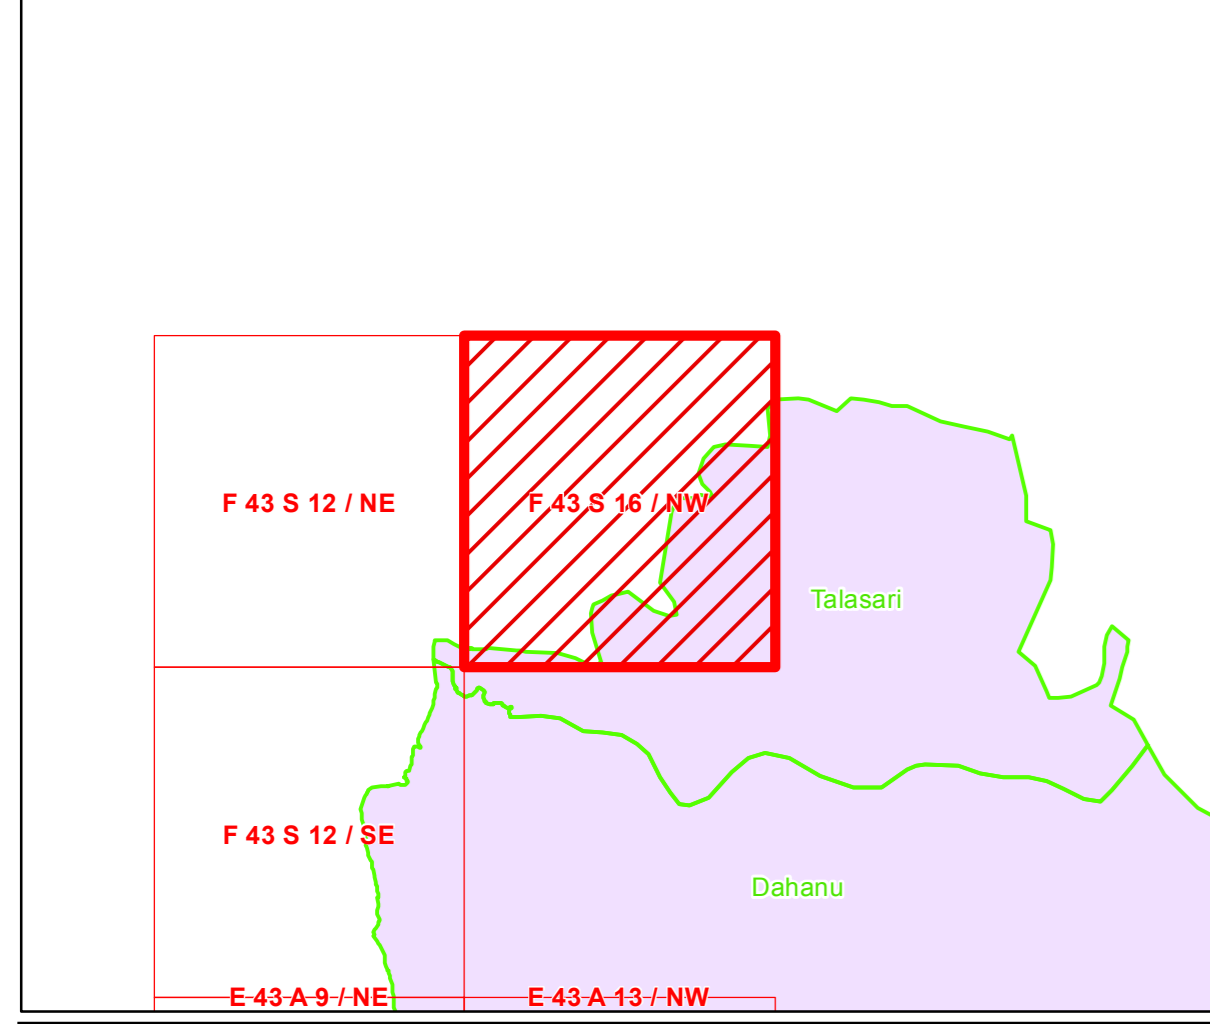 F 43 S 12 / NE
F 43 S 16 / NW
Talasari
F 43 S 12 / SE
Dahanu
E 43 A 9 / NE
E 43 A 13 / NW